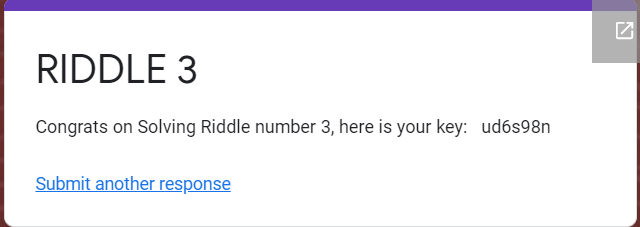 RIDDLE 3
Congrats on Solving Riddle number 3, here is your key: ud6s98n
Submit another response